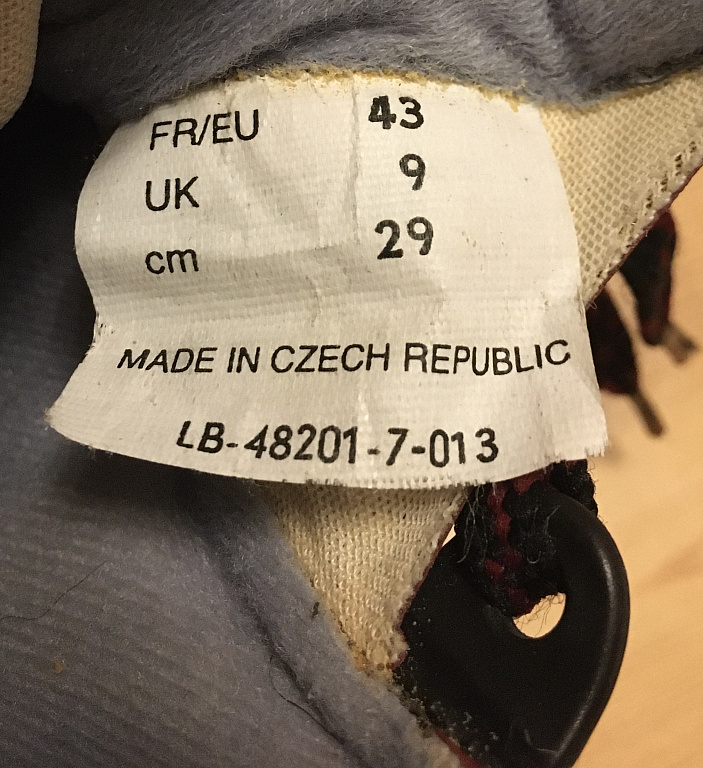 FR/EU 43
UK 9
cm 29
MADE IN CZECH REPUBLIC
LB-48201-7-013